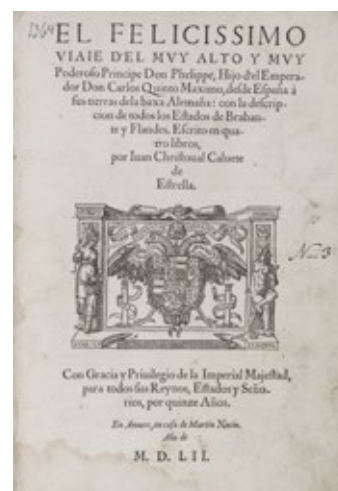 1364
EL FELICISSIMO
VIAIE D'EL MVY ALTO Y MVY
Poderoso Principe Don Phelippe, Hijo d'el Empera-
dor Don Carlos Quinto Maximo, desde España à
sus tierras dela baxa Alemaña: con la descrip-
cion de todos los Estados de Braban-
te y Flandes. Escrito en qua-
tro libros,
por Iuan Christoual Caluete
de
Estrella.
Con Gracia y Priuilegio de la Imperial Majestad,
para todos sus Reynos, Estados y Seño-
rios, por quinze Años.
En Anuers, en casa de Martin Nucio.
Año de
M. D. LII.